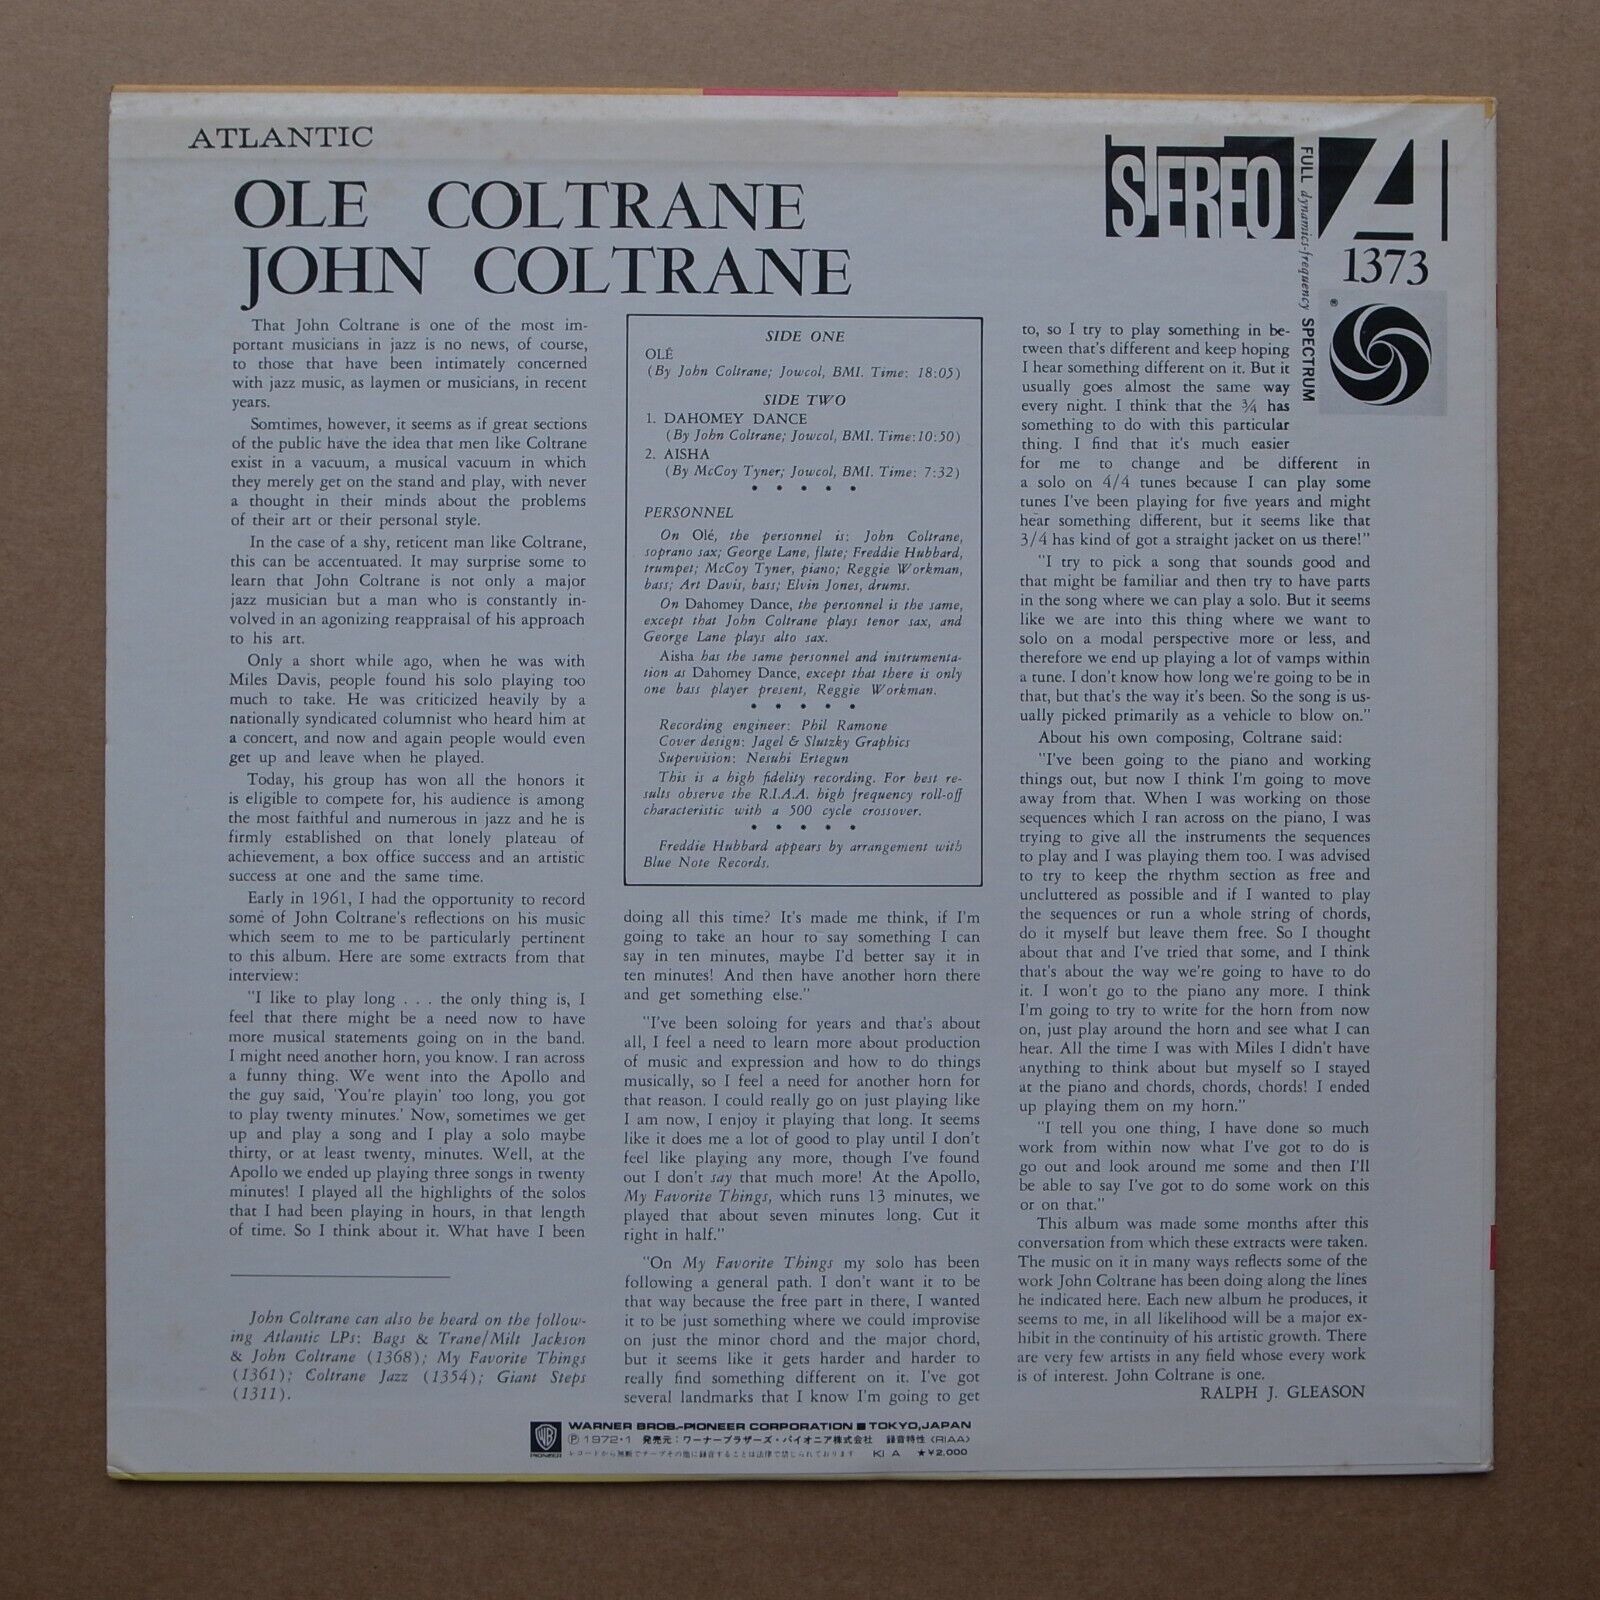 ATLANTIC
OLE COLTRANE
JOHN COLTRANE
STEREO
FULL dynamics-frequency SPECTRUM
A
1373
®
That John Coltrane is one of the most im-
portant musicians in jazz is no news, of course,
to those that have been intimately concerned
with jazz music, as laymen or musicians, in recent
years.
Somtimes, however, it seems as if great sections
of the public have the idea that men like Coltrane
exist in a vacuum, a musical vacuum in which
they merely get on the stand and play, with never
a thought in their minds about the problems
of their art or their personal style.
In the case of a shy, reticent man like Coltrane,
this can be accentuated. It may surprise some to
learn that John Coltrane is not only a major
jazz musician but a man who is constantly in-
volved in an agonizing reappraisal of his approach
to his art.
Only a short while ago, when he was with
Miles Davis, people found his solo playing too
much to take. He was criticized heavily by a
nationally syndicated columnist who heard him at
a concert, and now and again people would even
get up and leave when he played.
Today, his group has won all the honors it
is eligible to compete for, his audience is among
the most faithful and numerous in jazz and he is
firmly established on that lonely plateau of
achievement, a box office success and an artistic
success at one and the same time.
Early in 1961, I had the opportunity to record
some of John Coltrane's reflections on his music
which seem to me to be particularly pertinent
to this album. Here are some extracts from that
interview:
"I like to play long . . . the only thing is, I
feel that there might be a need now to have
more musical statements going on in the band.
I might need another horn, you know. I ran across
a funny thing. We went into the Apollo and
the guy said, 'You're playin' too long, you got
to play twenty minutes.' Now, sometimes we get
up and play a song and I play a solo maybe
thirty, or at least twenty, minutes. Well, at the
Apollo we ended up playing three songs in twenty
minutes! I played all the highlights of the solos
that I had been playing in hours, in that length
of time. So I think about it. What have I been
John Coltrane can also be heard on the follow-
ing Atlantic LPs: Bags & Trane/Milt Jackson
& John Coltrane (1368); My Favorite Things
(1361); Coltrane Jazz (1354); Giant Steps
(1311).
SIDE ONE
OLÉ
(By John Coltrane; Jowcol, BMI. Time: 18:05)
SIDE TWO
1. DAHOMEY DANCE
(By John Coltrane; Jowcol, BMI. Time:10:50)
2. AISHA
(By McCoy Tyner; Jowcol, BMI. Time: 7:32)
• • • • •
PERSONNEL
On Olé, the personnel is: John Coltrane,
soprano sax; George Lane, flute; Freddie Hubbard,
trumpet; McCoy Tyner, piano; Reggie Workman,
bass; Art Davis, bass; Elvin Jones, drums.
On Dahomey Dance, the personnel is the same,
except that John Coltrane plays tenor sax, and
George Lane plays alto sax.
Aisha has the same personnel and instrumenta-
tion as Dahomey Dance, except that there is only
one bass player present, Reggie Workman.
• • • • •
Recording engineer: Phil Ramone
Cover design: Jagel & Slutzky Graphics
Supervision: Nesuhi Ertegun
This is a high fidelity recording. For best re-
sults observe the R.I.A.A. high frequency roll-off
characteristic with a 500 cycle crossover.
• • • • •
Freddie Hubbard appears by arrangement with
Blue Note Records.
doing all this time? It's made me think, if I'm
going to take an hour to say something I can
say in ten minutes, maybe I'd better say it in
ten minutes! And then have another horn there
and get something else."
"I've been soloing for years and that's about
all, I feel a need to learn more about production
of music and expression and how to do things
musically, so I feel a need for another horn for
that reason. I could really go on just playing like
I am now, I enjoy it playing that long. It seems
like it does me a lot of good to play until I don't
feel like playing any more, though I've found
out I don't say that much more! At the Apollo,
My Favorite Things, which runs 13 minutes, we
played that about seven minutes long. Cut it
right in half."
"On My Favorite Things my solo has been
following a general path. I don't want it to be
that way because the free part in there, I wanted
it to be just something where we could improvise
on just the minor chord and the major chord,
but it seems like it gets harder and harder to
really find something different on it. I've got
several landmarks that I know I'm going to get
to, so I try to play something in be-
tween that's different and keep hoping
I hear something different on it. But it
usually goes almost the same way
every night. I think that the ¾ has
something to do with this particular
thing. I find that it's much easier
for me to change and be different in
a solo on 4/4 tunes because I can play some
tunes I've been playing for five years and might
hear something different, but it seems like that
3/4 has kind of got a straight jacket on us there!"
"I try to pick a song that sounds good and
that might be familiar and then try to have parts
in the song where we can play a solo. But it seems
like we are into this thing where we want to
solo on a modal perspective more or less, and
therefore we end up playing a lot of vamps within
a tune. I don't know how long we're going to be in
that, but that's the way it's been. So the song is us-
ually picked primarily as a vehicle to blow on."
About his own composing, Coltrane said:
"I've been going to the piano and working
things out, but now I think I'm going to move
away from that. When I was working on those
sequences which I ran across on the piano, I was
trying to give all the instruments the sequences
to play and I was playing them too. I was advised
to try to keep the rhythm section as free and
uncluttered as possible and if I wanted to play
the sequences or run a whole string of chords,
do it myself but leave them free. So I thought
about that and I've tried that some, and I think
that's about the way we're going to have to do
it. I won't go to the piano any more. I think
I'm going to try to write for the horn from now
on, just play around the horn and see what I can
hear. All the time I was with Miles I didn't have
anything to think about but myself so I stayed
at the piano and chords, chords, chords! I ended
up playing them on my horn."
"I tell you one thing, I have done so much
work from within now what I've got to do is
go out and look around me some and then I'll
be able to say I've got to do some work on this
or on that."
This album was made some months after this
conversation from which these extracts were taken.
The music on it in many ways reflects some of the
work John Coltrane has been doing along the lines
he indicated here. Each new album he produces, it
seems to me, in all likelihood will be a major ex-
hibit in the continuity of his artistic growth. There
are very few artists in any field whose every work
is of interest. John Coltrane is one.
RALPH J. GLEASON
WB
PIONEER
WARNER BROS.-PIONEER CORPORATION ■ TOKYO, JAPAN
Ⓟ 1972・1 発売元：ワーナーブラザーズ・パイオニア株式会社 録音特性〈RIAA〉
レコードから無断でテープその他に録音することは法律で禁じられております KI A ★¥2,000